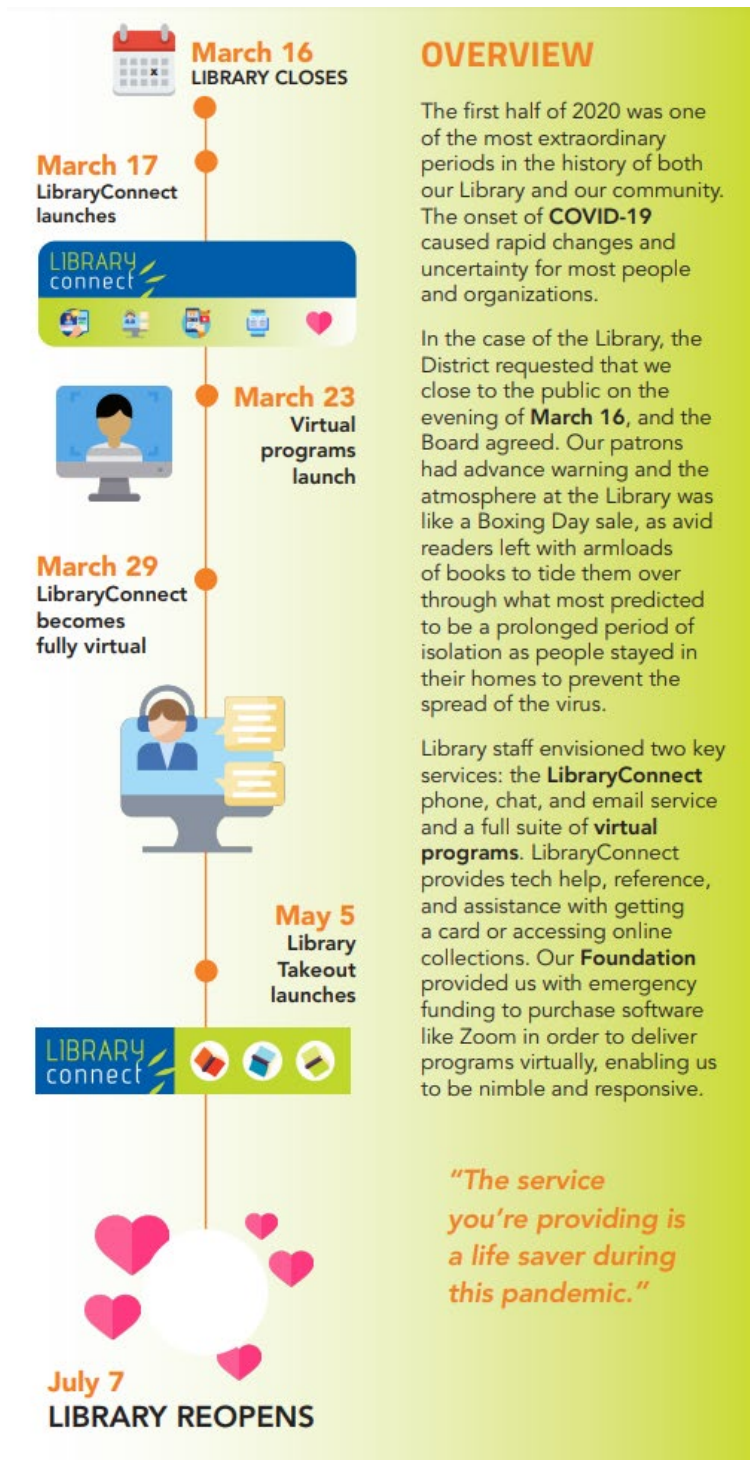 March 16
LIBRARY CLOSES
March 17
LibraryConnect
launches
LIBRARY
connect
March 23
Virtual
programs
launch
March 29
LibraryConnect
becomes
fully virtual
May 5
Library
Takeout
launches
LIBRARY
connect
July 7
LIBRARY REOPENS
OVERVIEW
The first half of 2020 was one
of the most extraordinary
periods in the history of both
our Library and our community.
The onset of COVID-19
caused rapid changes and
uncertainty for most people
and organizations.
In the case of the Library, the
District requested that we
close to the public on the
evening of March 16, and the
Board agreed. Our patrons
had advance warning and the
atmosphere at the Library was
like a Boxing Day sale, as avid
readers left with armloads
of books to tide them over
through what most predicted
to be a prolonged period of
isolation as people stayed in
their homes to prevent the
spread of the virus.
Library staff envisioned two key
services: the LibraryConnect
phone, chat, and email service
and a full suite of virtual
programs. LibraryConnect
provides tech help, reference,
and assistance with getting
a card or accessing online
collections. Our Foundation
provided us with emergency
funding to purchase software
like Zoom in order to deliver
programs virtually, enabling us
to be nimble and responsive.
“The service
you’re providing is
a life saver during
this pandemic.”